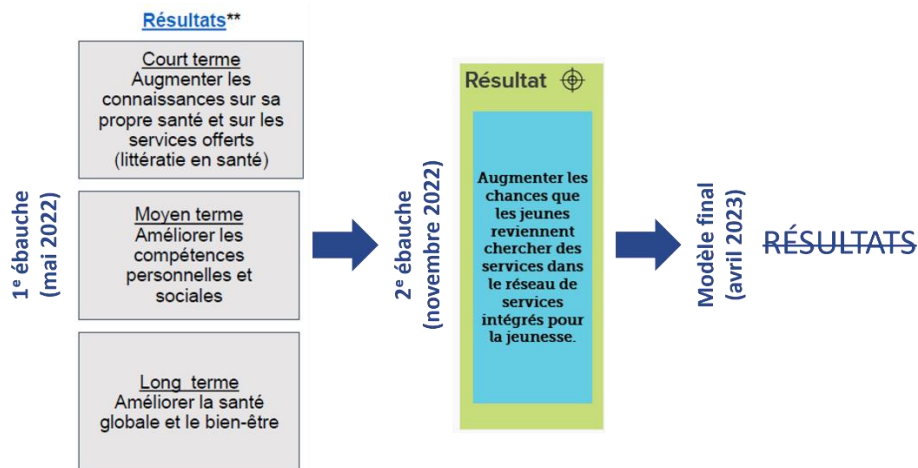 1e ébauche
(mai 2022)
Résultats**
Court terme
Augmenter les
connaissances sur sa
propre santé et sur les
services offerts
(littératie en santé)
Moyen terme
Améliorer les
compétences
personnelles et
sociales
Long terme
Améliorer la santé
globale et le bien-être
2e ébauche
(novembre 2022)
Résultat
Augmenter les
chances que
les jeunes
reviennent
chercher des
services dans
le réseau de
services
intégrés pour
la jeunesse.
Modèle final
(avril 2023)
RÉSULTATS